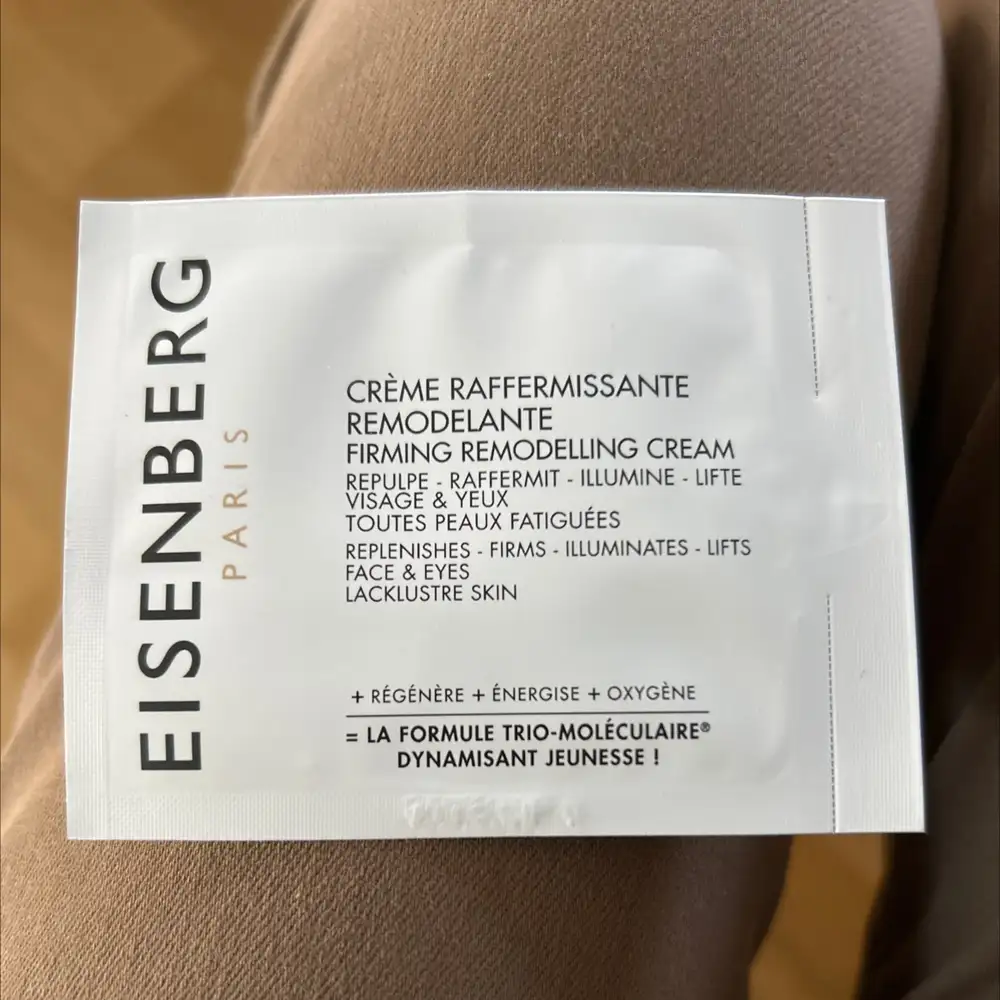 EISENBERG
PARIS
CRÈME RAFFERMISSANTE
REMODELANTE
FIRMING REMODELLING CREAM
REPULPE - RAFFERMIT - ILLUMINE - LIFTE
VISAGE & YEUX
TOUTES PEAUX FATIGUÉES
REPLENISHES - FIRMS - ILLUMINATES - LIFTS
FACE & EYES
LACKLUSTRE SKIN
+ RÉGÉNÈRE + ÉNERGISE + OXYGÈNE
= LA FORMULE TRIO-MOLÉCULAIRE®
DYNAMISANT JEUNESSE !